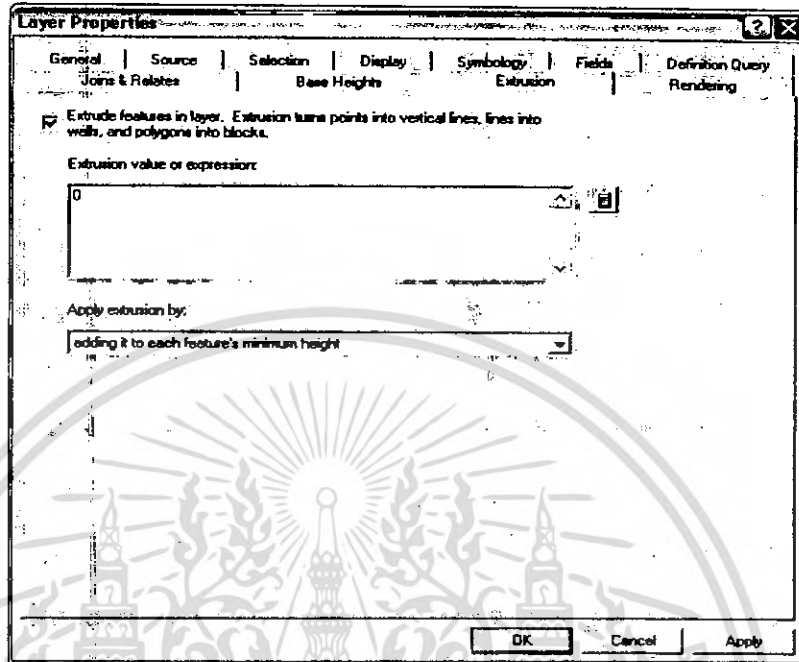 Layer Properties
General Source Selection Display Symbology Fields Definition Query
Joins & Relates Base Heights Extrusion Rendering
Extrude features in layer. Extrusion turns points into vertical lines, lines into
walls, and polygons into blocks.
Extrusion value or expression:
0
Apply extrusion by:
adding it to each feature's minimum height
OK Cancel Apply